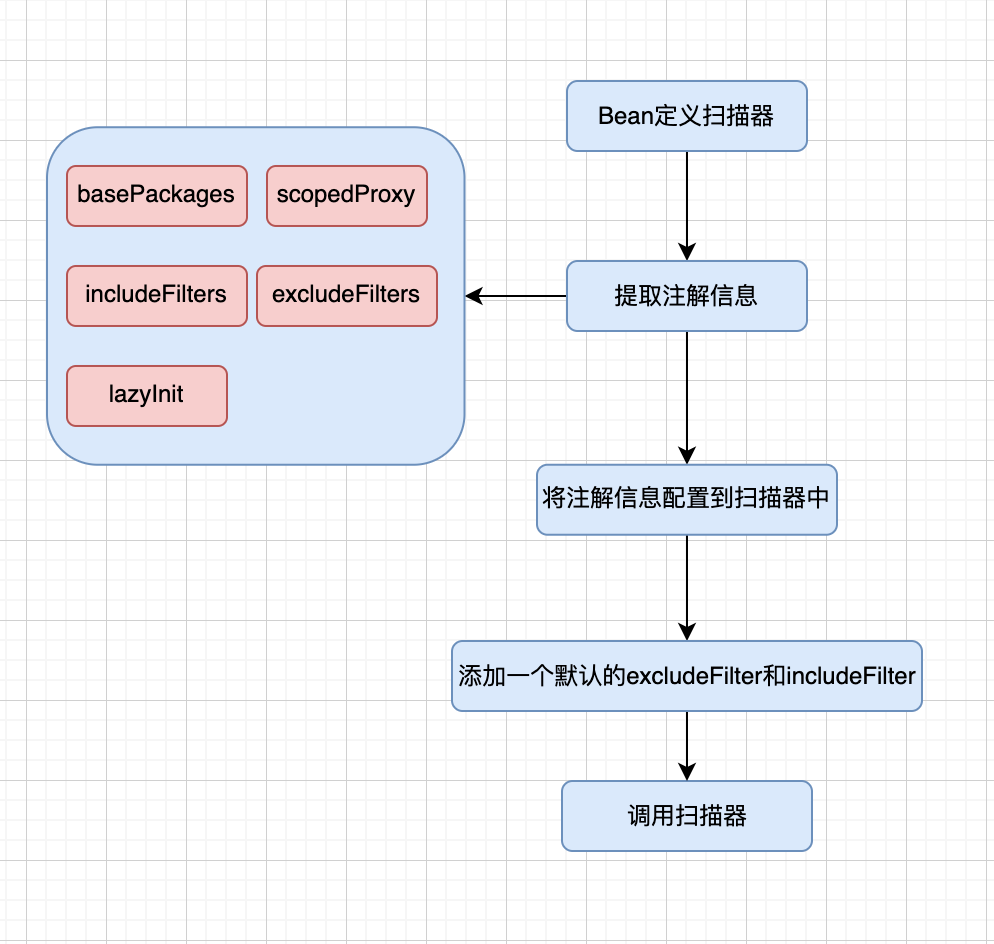 Bean定义扫描器
basePackages
scopedProxy
includeFilters
excludeFilters
提取注解信息
lazyInit
将注解信息配置到扫描器中
添加一个默认的excludeFilter和includeFilter
调用扫描器